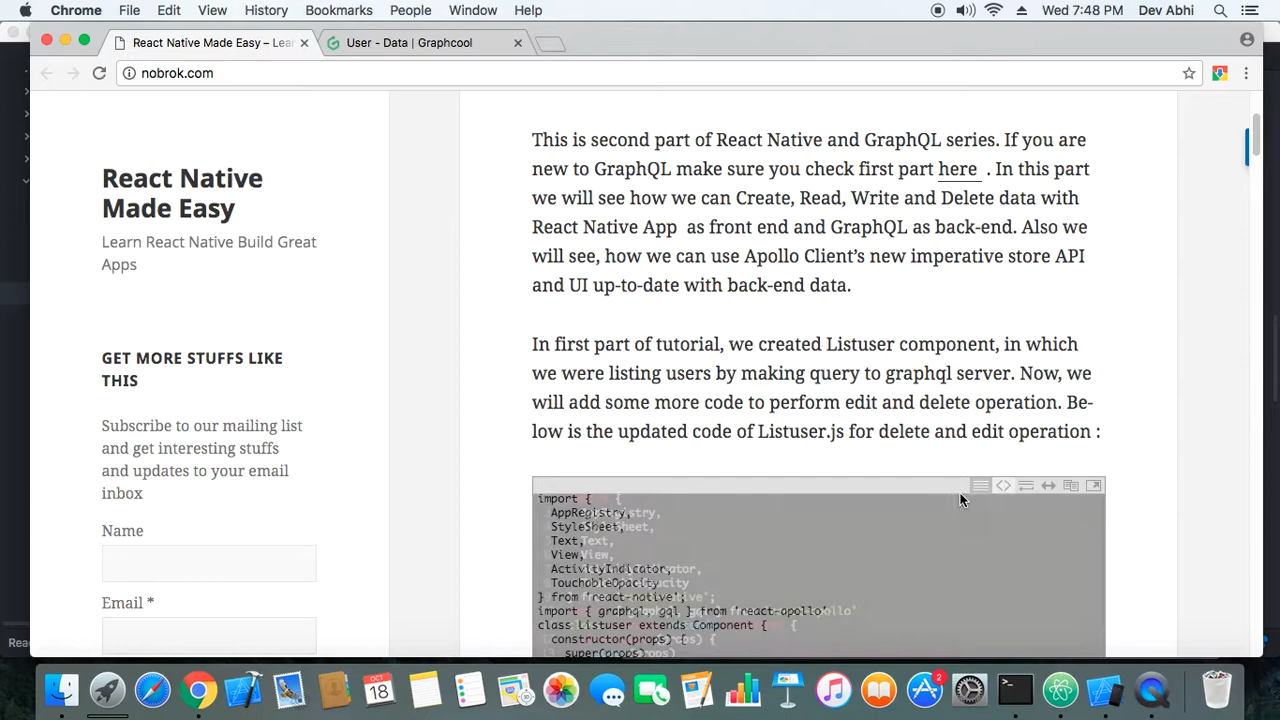 Chrome File Edit View History Bookmarks People Window Help Wed 7:48 PM Dev Abhi
React Native Made Easy – Lea
User - Data | Graphcool
nobrok.com
React Native
Made Easy
Learn React Native Build Great
Apps
GET MORE STUFFS LIKE
THIS
Subscribe to our mailing list
and get interesting stuffs
and updates to your email
inbox
Name
Email *
This is second part of React Native and GraphQL series. If you are
new to GraphQL make sure you check first part here . In this part
we will see how we can Create, Read, Write and Delete data with
React Native App as front end and GraphQL as back-end. Also we
will see, how we can use Apollo Client’s new imperative store API
and UI up-to-date with back-end data.
In first part of tutorial, we created Listuser component, in which
we were listing users by making query to graphql server. Now, we
will add some more code to perform edit and delete operation. Be-
low is the updated code of Listuser.js for delete and edit operation :
import {
AppRegistry,
StyleSheet,
Text,
View,
ActivityIndicator,
TouchableOpacity
} from 'react-native';
import { graphql, gql } from 'react-apollo'
class Listuser extends Component {
constructor(props) {
super(props)
Rea
OCT
18
2